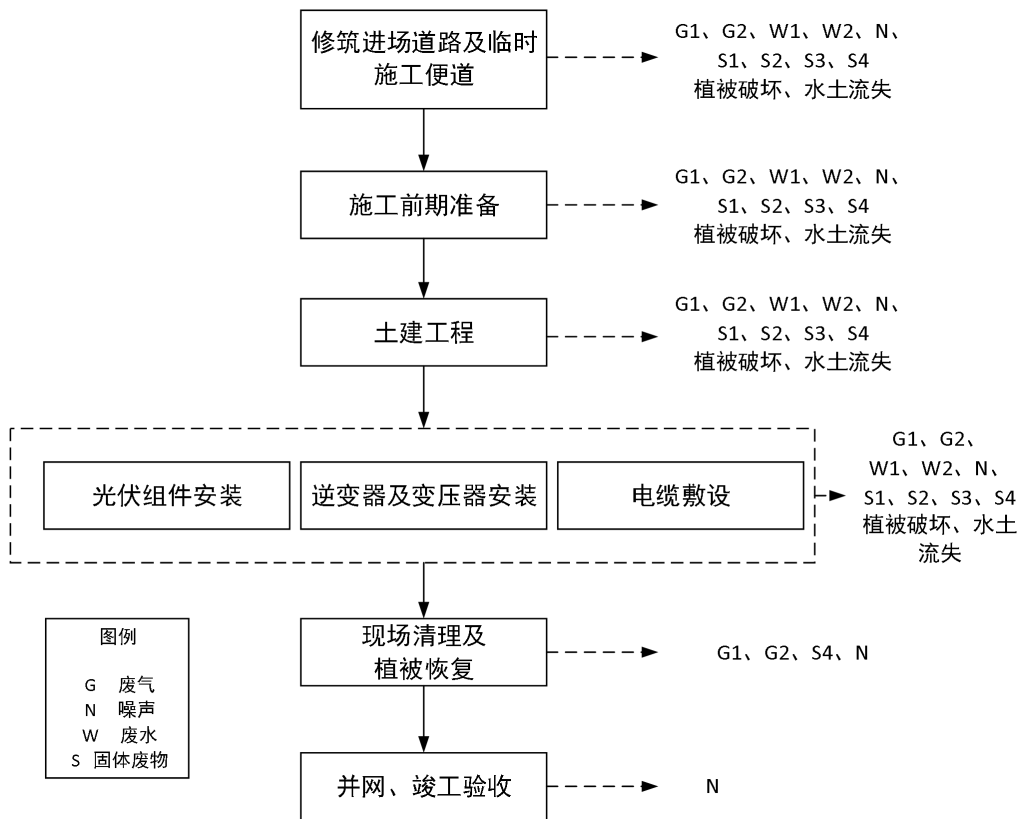 修筑进场道路及临时
施工便道
G1、G2、W1、W2、N、
S1、S2、S3、S4
植被破坏、水土流失
施工前期准备
G1、G2、W1、W2、N、
S1、S2、S3、S4
植被破坏、水土流失
土建工程
G1、G2、W1、W2、N、
S1、S2、S3、S4
植被破坏、水土流失
光伏组件安装
逆变器及变压器安装
电缆敷设
G1、G2、
W1、W2、N、
S1、S2、S3、S4
植被破坏、水土
流失
现场清理及
植被恢复
G1、G2、S4、N
图例
G 废气
N 噪声
W 废水
S 固体废物
并网、竣工验收
N